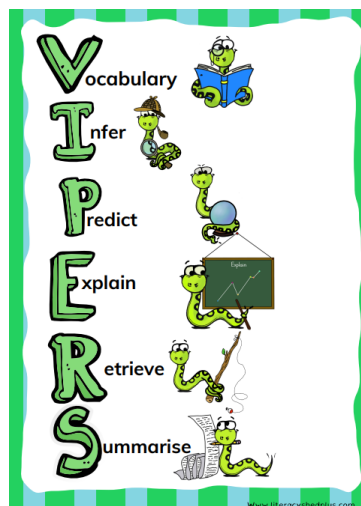 Vocabulary
Infer
Predict
Explain
Explain
Retrieve
Summarise
www.literacyshedplus.com